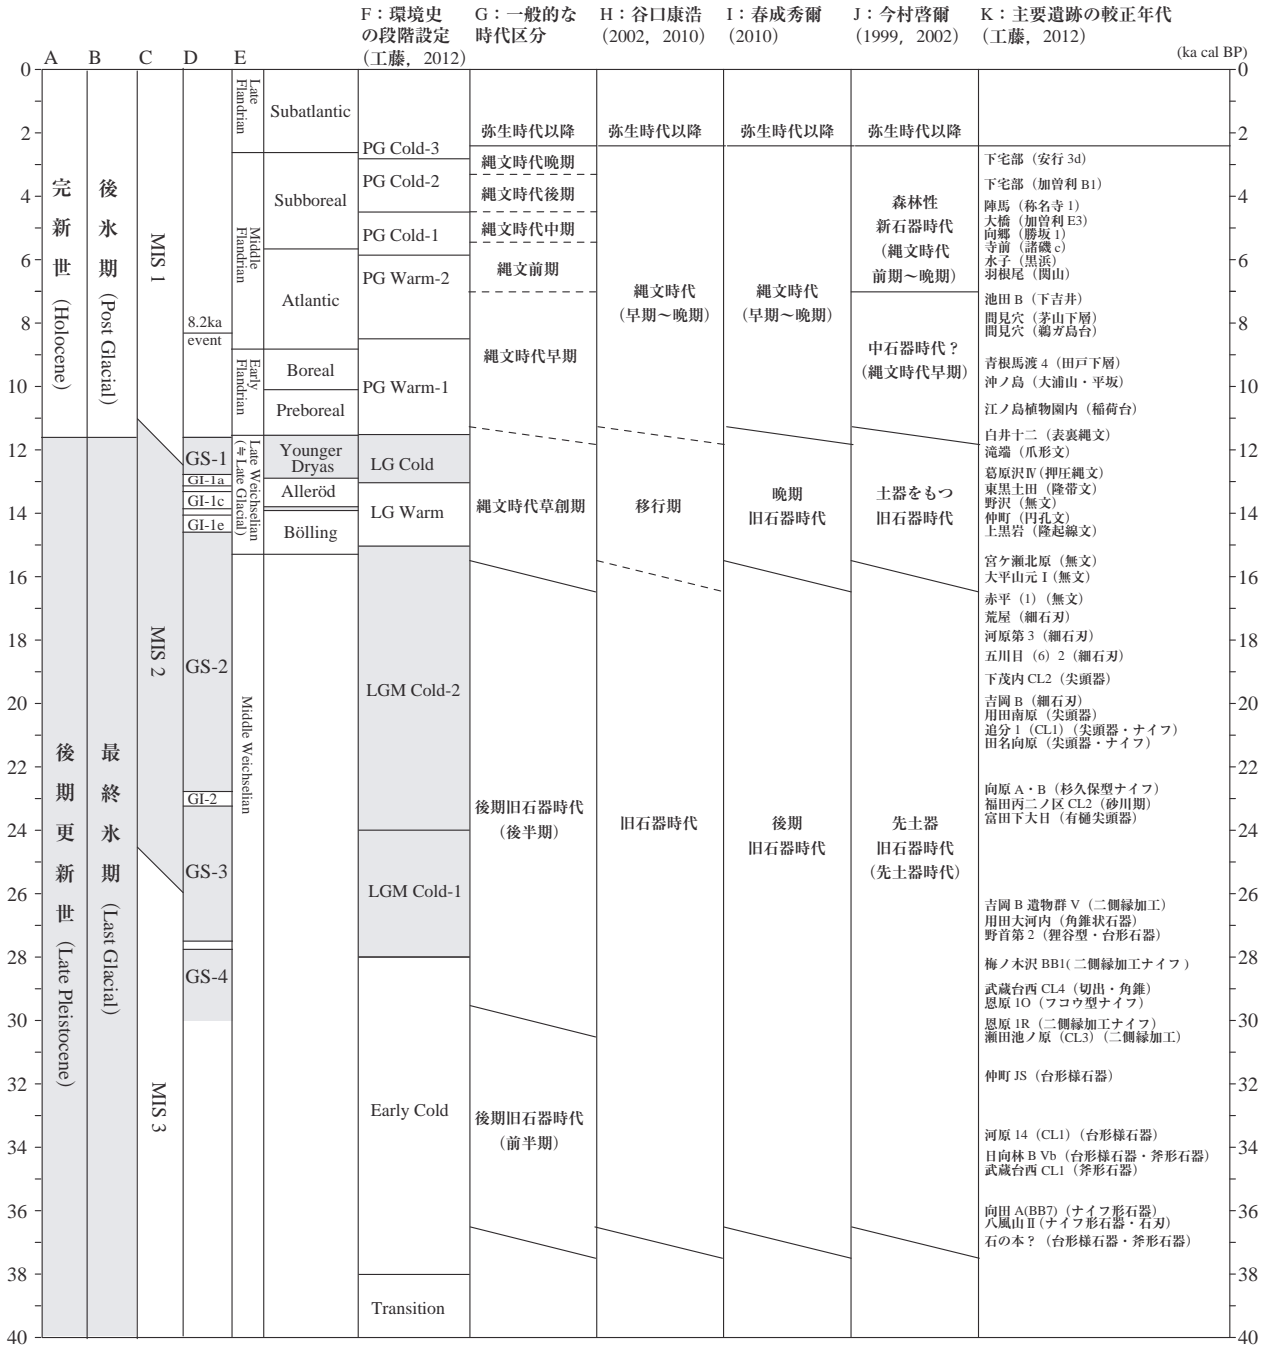 F：環境史
の段階設定
(工藤，2012)
G：一般的な
時代区分
H：谷口康浩
(2002，2010)
I：春成秀爾
(2010)
J：今村啓爾
(1999，2002)
K：主要遺跡の較正年代
(工藤，2012)
(ka cal BP)
A
B
C
D
E
0
2
4
6
8
10
12
14
16
18
20
22
24
26
28
30
32
34
36
38
40
完新世 (Holocene)
後期更新世 (Late Pleistocene)
後氷期 (Post Glacial)
最終氷期 (Last Glacial)
MIS 1
MIS 2
MIS 3
8.2ka
event
GS-1
GI-1a
GI-1c
GI-1e
GS-2
GI-2
GS-3
GS-4
Late
Flandrian
Middle
Flandrian
Early
Flandrian
Late Weichselian
(≒ Late Glacial)
Middle Weichselian
Subatlantic
Subboreal
Atlantic
Boreal
Preboreal
Younger
Dryas
Alleröd
Bölling
PG Cold-3
PG Cold-2
PG Cold-1
PG Warm-2
PG Warm-1
LG Cold
LG Warm
LGM Cold-2
LGM Cold-1
Early Cold
Transition
弥生時代以降
縄文時代晩期
縄文時代後期
縄文時代中期
縄文前期
縄文時代早期
縄文時代草創期
後期旧石器時代
(後半期)
後期旧石器時代
(前半期)
弥生時代以降
縄文時代
(早期～晩期)
移行期
旧石器時代
弥生時代以降
縄文時代
(早期～晩期)
晩期
旧石器時代
後期
旧石器時代
弥生時代以降
森林性
新石器時代
(縄文時代
前期～晩期)
中石器時代？
(縄文時代早期)
土器をもつ
旧石器時代
先土器
旧石器時代
(先土器時代)
下宅部（安行 3d）
下宅部（加曽利 B1）
陣馬（称名寺 1）
大橋（加曽利 E3）
向郷（勝坂 1）
寺前（諸磯 c）
水子（黒浜）
羽根尾（関山）
池田 B（下吉井）
間見穴（茅山下層）
間見穴（鵜ガ島台）
青根馬渡 4（田戸下層）
沖ノ島（大浦山・平坂）
江ノ島植物園内（稲荷台）
白井十二（表裏縄文）
滝端（爪形文）
葛原沢Ⅳ（押圧縄文）
東黒土田（隆帯文）
野沢（無文）
仲町（円孔文）
上黒岩（隆起線文）
宮ケ瀬北原（無文）
大平山元 I（無文）
赤平（1）（無文）
荒屋（細石刃）
河原第 3（細石刃）
五川目（6）2（細石刃）
下茂内 CL2（尖頭器）
吉岡 B（細石刃）
用田南原（尖頭器）
追分 1（CL1）（尖頭器・ナイフ）
田名向原（尖頭器・ナイフ）
向原 A・B（杉久保型ナイフ）
福田丙二ノ区 CL2（砂川期）
富田下大日（有樋尖頭器）
吉岡 B 遺物群 V（二側縁加工）
用田大河内（角錐状石器）
野首第 2（狸谷型・台形石器）
梅ノ木沢 BB1( 二側縁加工ナイフ )
武蔵台西 CL4（切出・角錐）
恩原 1O（フコウ型ナイフ）
恩原 1R（二側縁加工ナイフ）
瀬田池ノ原（CL3）（二側縁加工）
仲町 JS（台形様石器）
河原 14（CL1）（台形様石器）
日向林 B Vb（台形様石器・斧形石器）
武蔵台西 CL1（斧形石器）
向田 A(BB7)（ナイフ形石器）
八風山 II（ナイフ形石器・石刃）
石の本？（台形様石器・斧形石器）
0
2
4
6
8
10
12
14
16
18
20
22
24
26
28
30
32
34
36
38
40